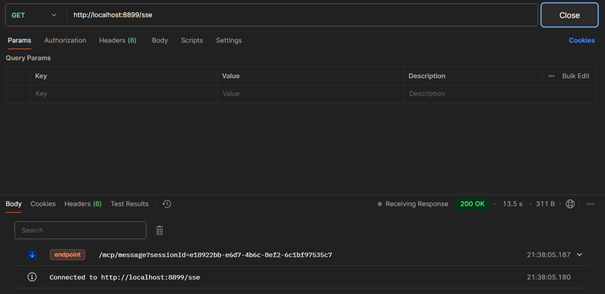 GET http://localhost:8899/sse Close
Params Authorization Headers (6) Body Scripts Settings Cookies
Query Params
Key Value Description ••• Bulk Edit
Key Value Description
Body Cookies Headers (6) Test Results Receiving Response 200 OK • 13.5 s • 311 B •••
Search
endpoint /mcp/message?sessionId=e18922bb-e6d7-4b6c-8ef2-6c1bf97535c7 21:38:05.187
Connected to http://localhost:8899/sse 21:38:05.180